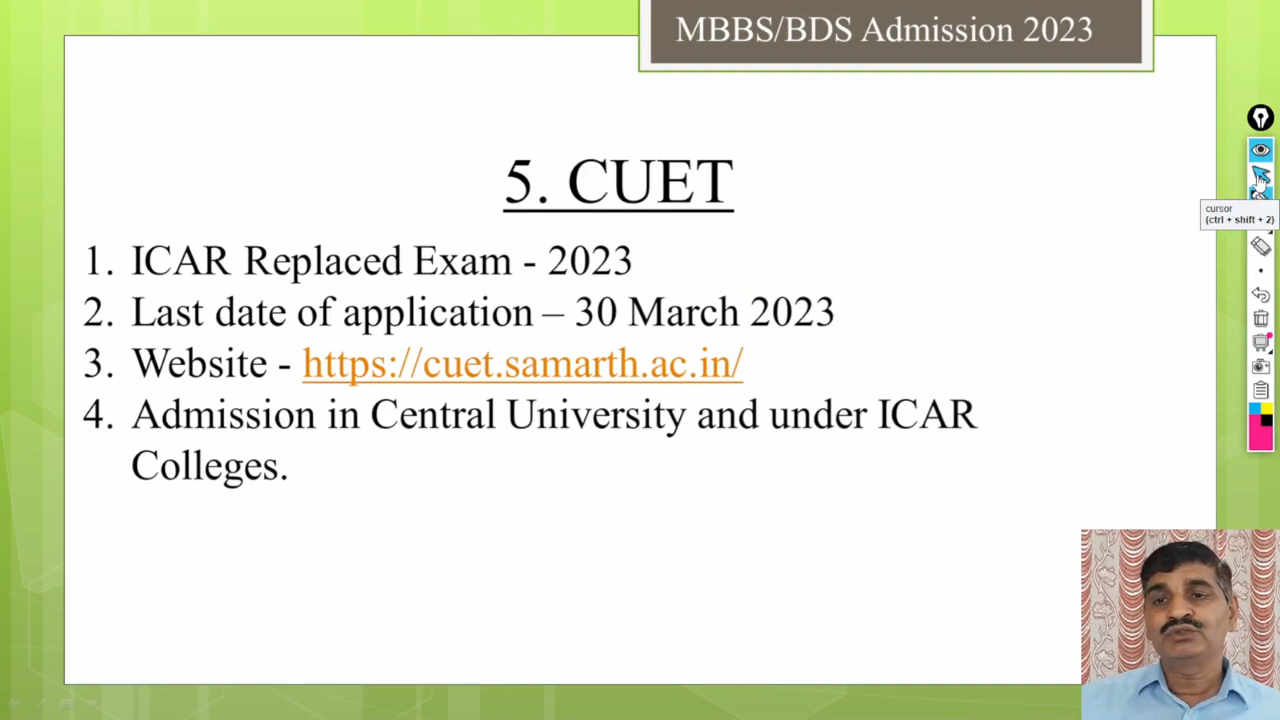 MBBS/BDS Admission 2023
5. CUET
1. ICAR Replaced Exam - 2023
2. Last date of application – 30 March 2023
3. Website - https://cuet.samarth.ac.in/
4. Admission in Central University and under ICAR
Colleges.
cursor
(ctrl + shift + 2)